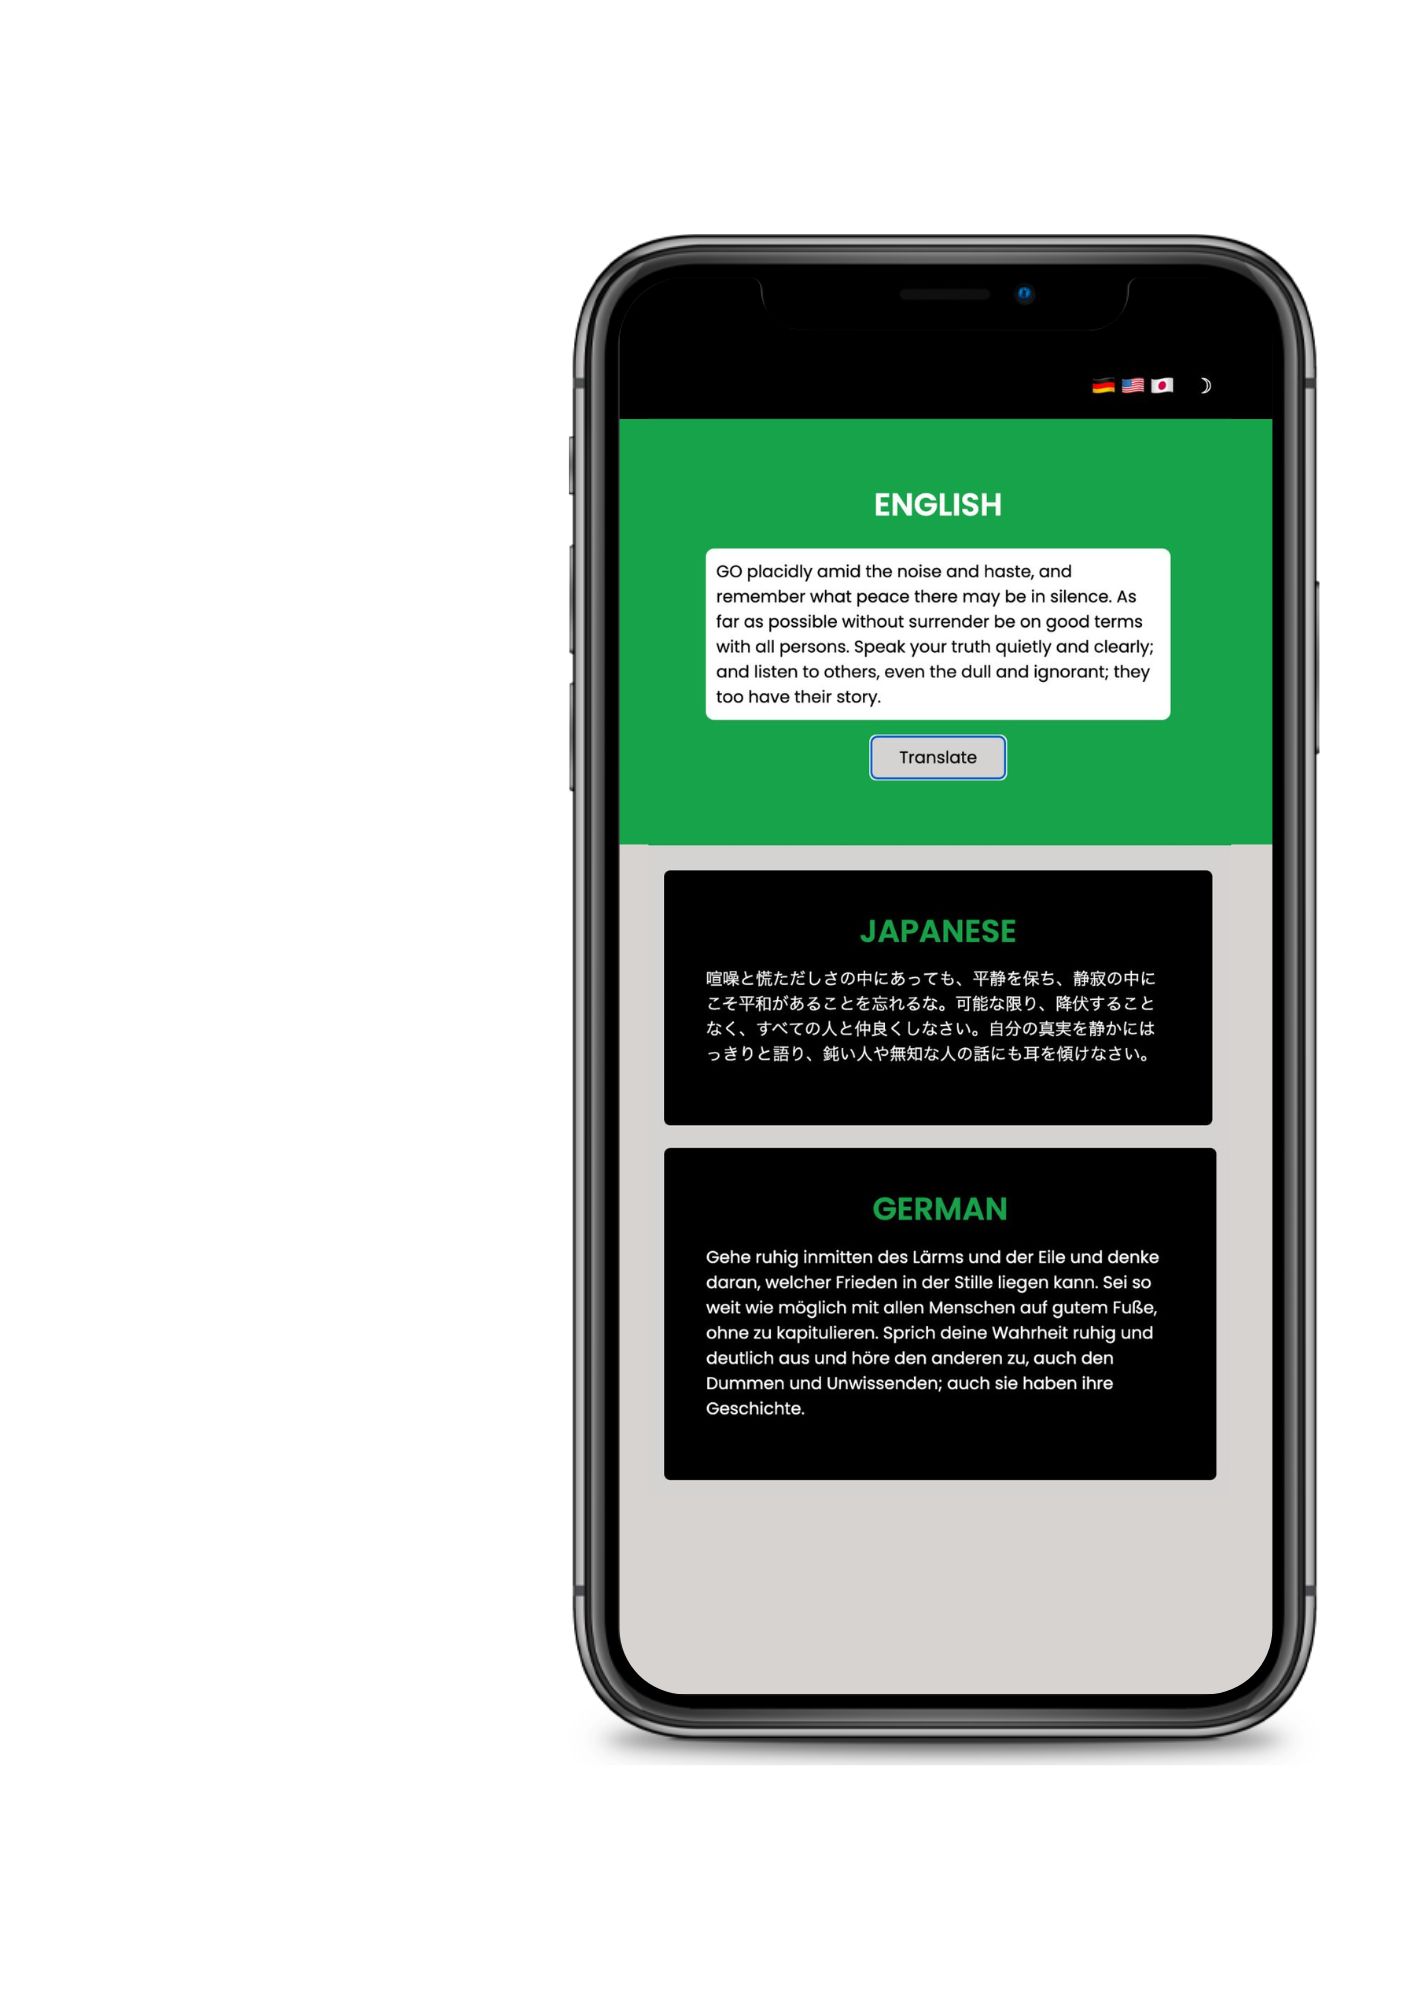 ENGLISH
GO placidly amid the noise and haste, and
remember what peace there may be in silence. As
far as possible without surrender be on good terms
with all persons. Speak your truth quietly and clearly;
and listen to others, even the dull and ignorant; they
too have their story.
Translate
JAPANESE
喧噪と慌ただしさの中にあっても、平静を保ち、静寂の中に
こそ平和があることを忘れるな。可能な限り、降伏すること
なく、すべての人と仲良くしなさい。自分の真実を静かには
っきりと語り、鈍い人や無知な人の話にも耳を傾けなさい。
GERMAN
Gehe ruhig inmitten des Lärms und der Eile und denke
daran, welcher Frieden in der Stille liegen kann. Sei so
weit wie möglich mit allen Menschen auf gutem Fuße,
ohne zu kapitulieren. Sprich deine Wahrheit ruhig und
deutlich aus und höre den anderen zu, auch den
Dummen und Unwissenden; auch sie haben ihre
Geschichte.